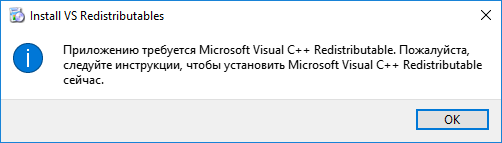 Install VS Redistributables
Приложению требуется Microsoft Visual C++ Redistributable. Пожалуйста,
следуйте инструкции, чтобы установить Microsoft Visual C++ Redistributable
сейчас.
OK